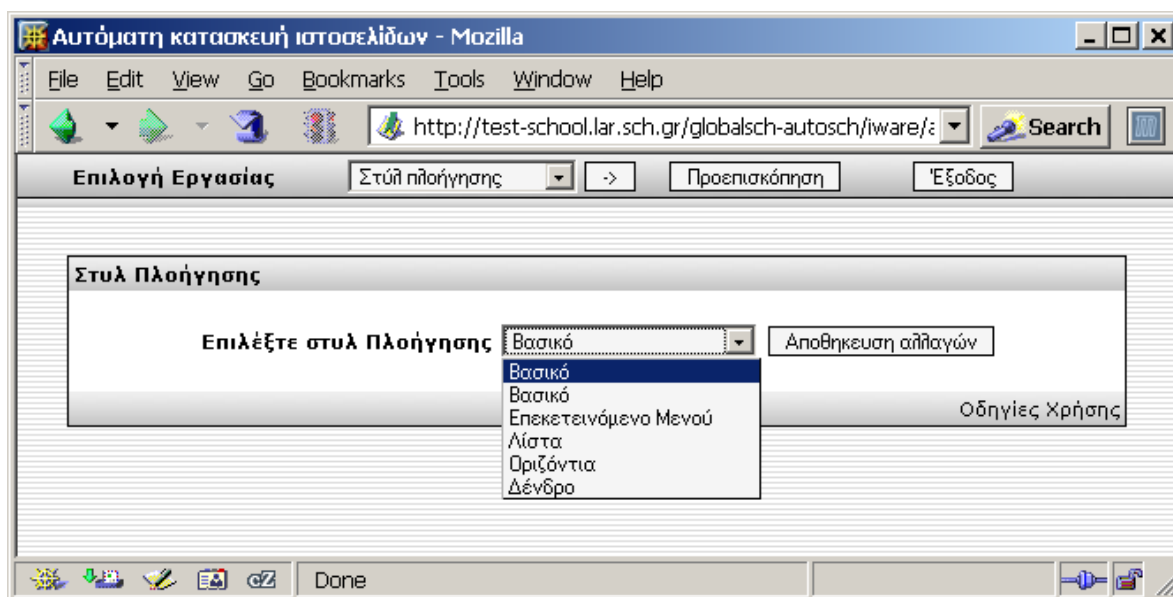 Αυτόματη κατασκευή ιστοσελίδων - Mozilla
File Edit View Go Bookmarks Tools Window Help
http://test-school.lar.sch.gr/globalsch-autosch/iware/ Search
Επιλογή Εργασίας Στύλ πλοήγησης -> Προεπισκόπηση Έξοδος
Στυλ Πλοήγησης
Επιλέξτε στυλ Πλοήγησης Βασικό Αποθηκευση αλλαγών
Βασικό
Βασικό
Επεκετεινόμενο Μενού
Λίστα
Οριζόντια
Δένδρο
Οδηγίες Χρήσης
Done